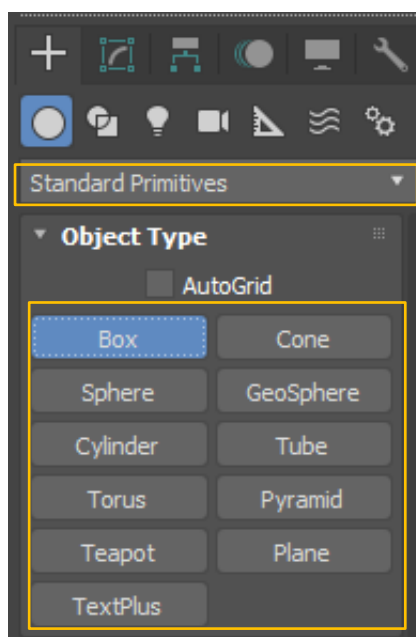 Standard Primitives
Object Type
AutoGrid
Box Cone
Sphere GeoSphere
Cylinder Tube
Torus Pyramid
Teapot Plane
TextPlus